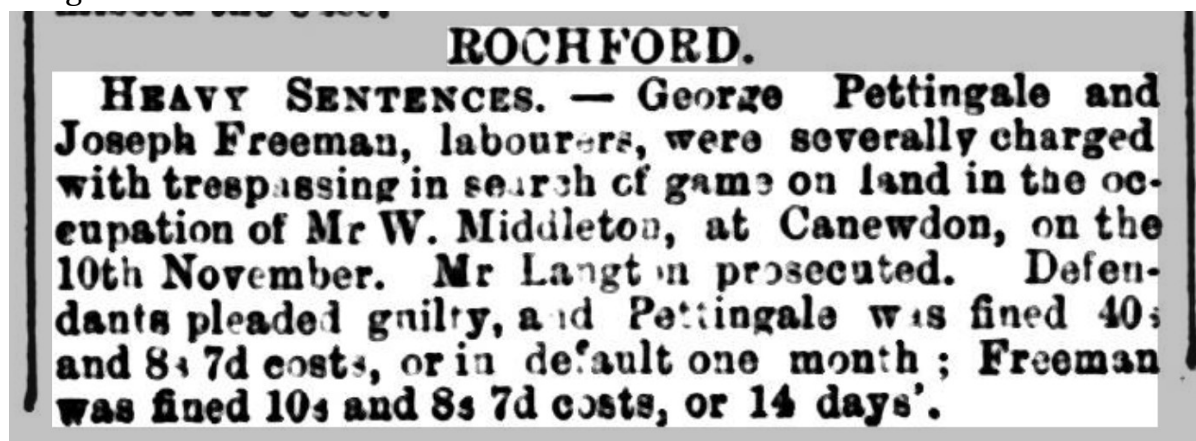 ROCHFORD.
HEAVY SENTENCES. — George Pettingale and
Joseph Freeman, labourers, were severally charged
with trespassing in search of game on land in the oc-
cupation of Mr W. Middleton, at Canewdon, on the
10th November. Mr Langton prosecuted. Defen-
dants pleaded guilty, and Pettingale was fined 40s
and 8s 7d costs, or in default one month ; Freeman
was fined 10s and 8s 7d costs, or 14 days'.